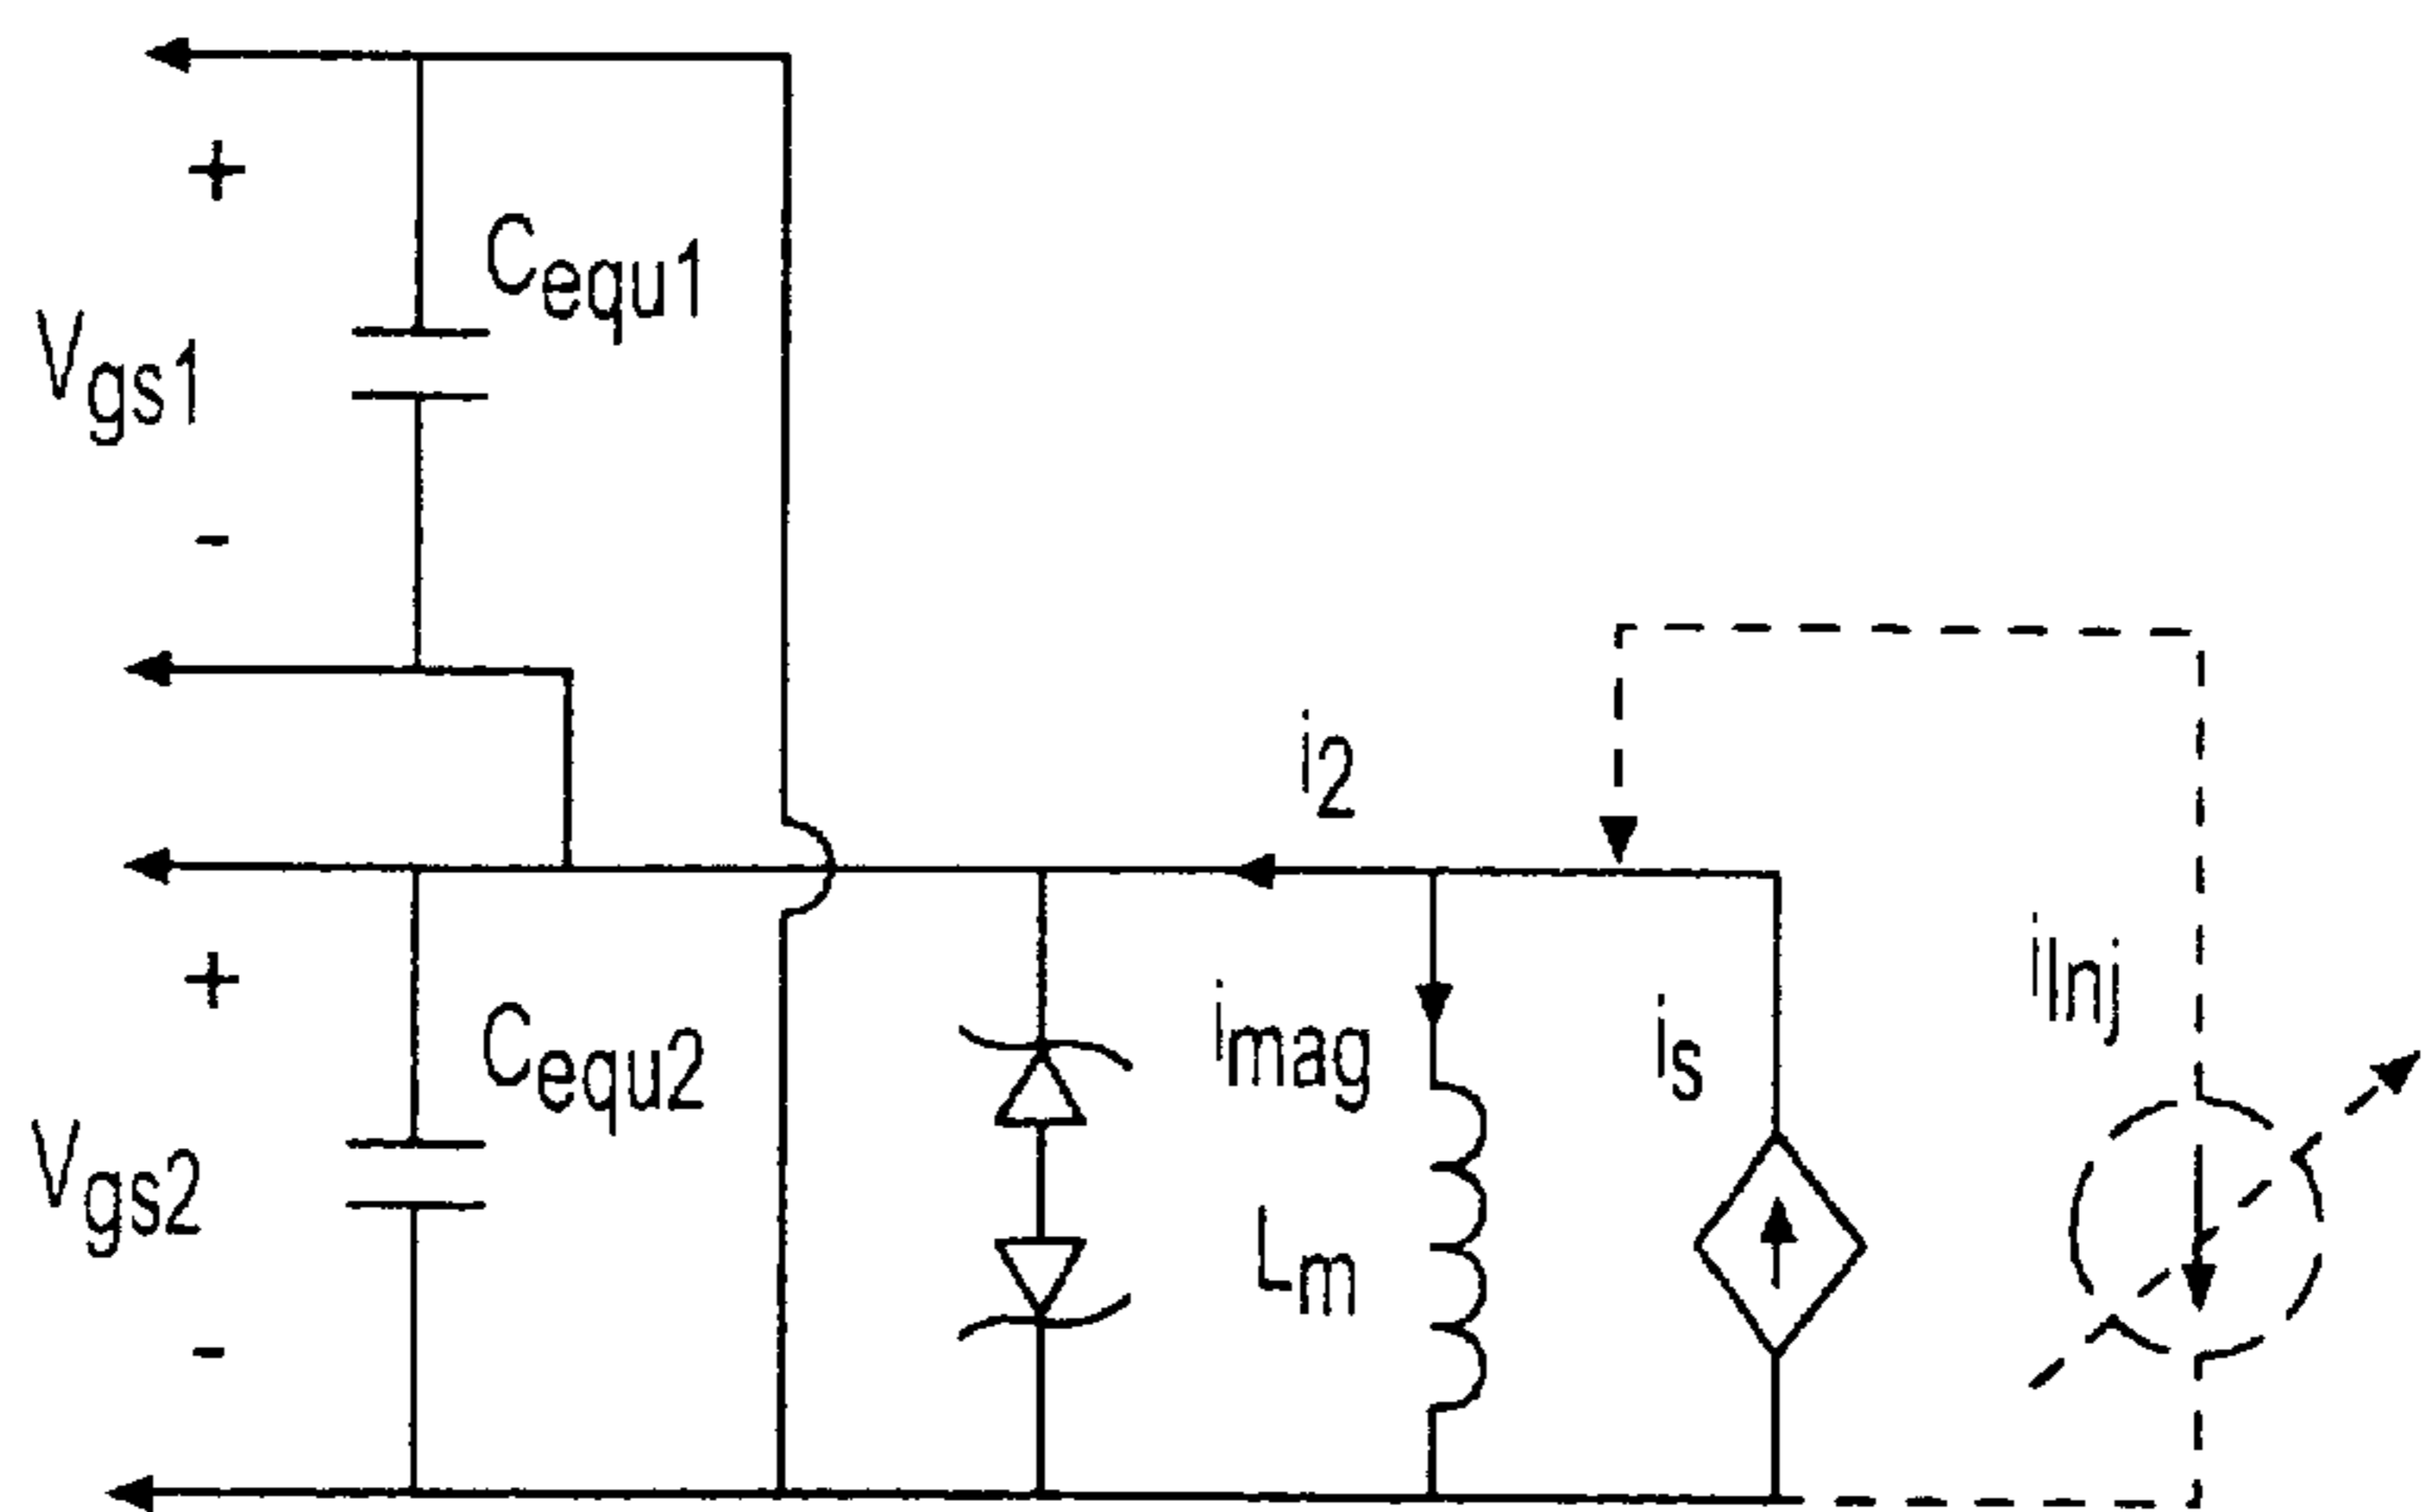 +
Cequ1
Vgs1
-
i2
+
iInj
Cequ2
imag
is
Vgs2
Lm
-